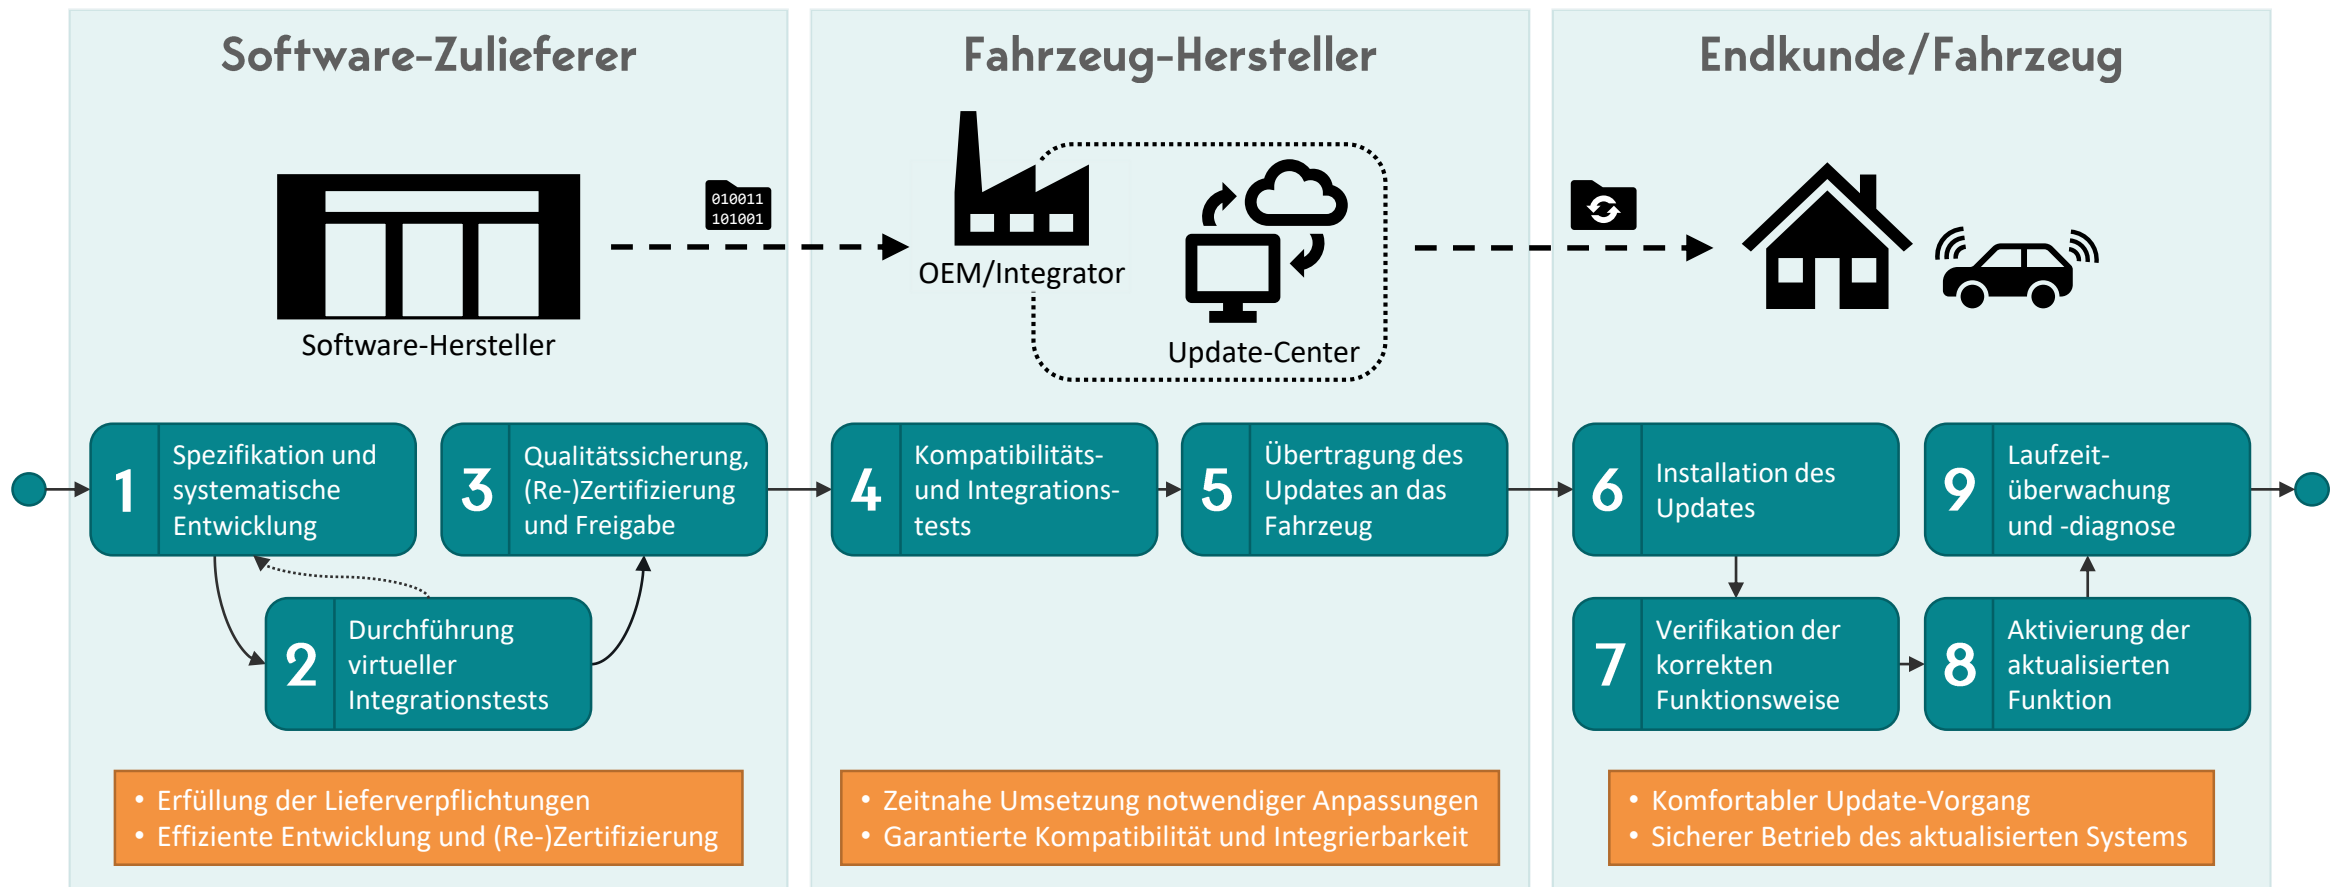 Software-Zulieferer
Software-Hersteller
010011
101001
1
Spezifikation und
systematische
Entwicklung
2
Durchführung
virtueller
Integrationstests
3
Qualitätssicherung,
(Re-)Zertifizierung
und Freigabe
• Erfüllung der Lieferverpflichtungen
• Effiziente Entwicklung und (Re-)Zertifizierung
Fahrzeug-Hersteller
OEM/Integrator
Update-Center
4
Kompatibilitäts-
und Integrations-
tests
5
Übertragung des
Updates an das
Fahrzeug
• Zeitnahe Umsetzung notwendiger Anpassungen
• Garantierte Kompatibilität und Integrierbarkeit
Endkunde/Fahrzeug
6
Installation des
Updates
7
Verifikation der
korrekten
Funktionsweise
8
Aktivierung der
aktualisierten
Funktion
9
Laufzeit-
überwachung
und -diagnose
• Komfortabler Update-Vorgang
• Sicherer Betrieb des aktualisierten Systems